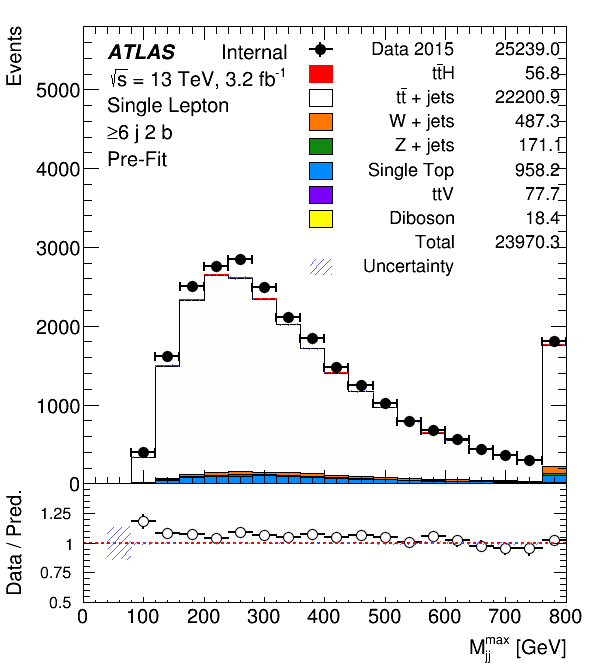 Events
ATLAS Internal
√s = 13 TeV, 3.2 fb-1
Single Lepton
≥6 j 2 b
Pre-Fit
Data 2015 25239.0
tt̄H 56.8
tt̄ + jets 22200.9
W + jets 487.3
Z + jets 171.1
Single Top 958.2
ttV 77.7
Diboson 18.4
Total 23970.3
Uncertainty
5000
4000
3000
2000
1000
0
Data / Pred.
1.25
1
0.75
0.5
0 100 200 300 400 500 600 700 800
Mjjmax [GeV]